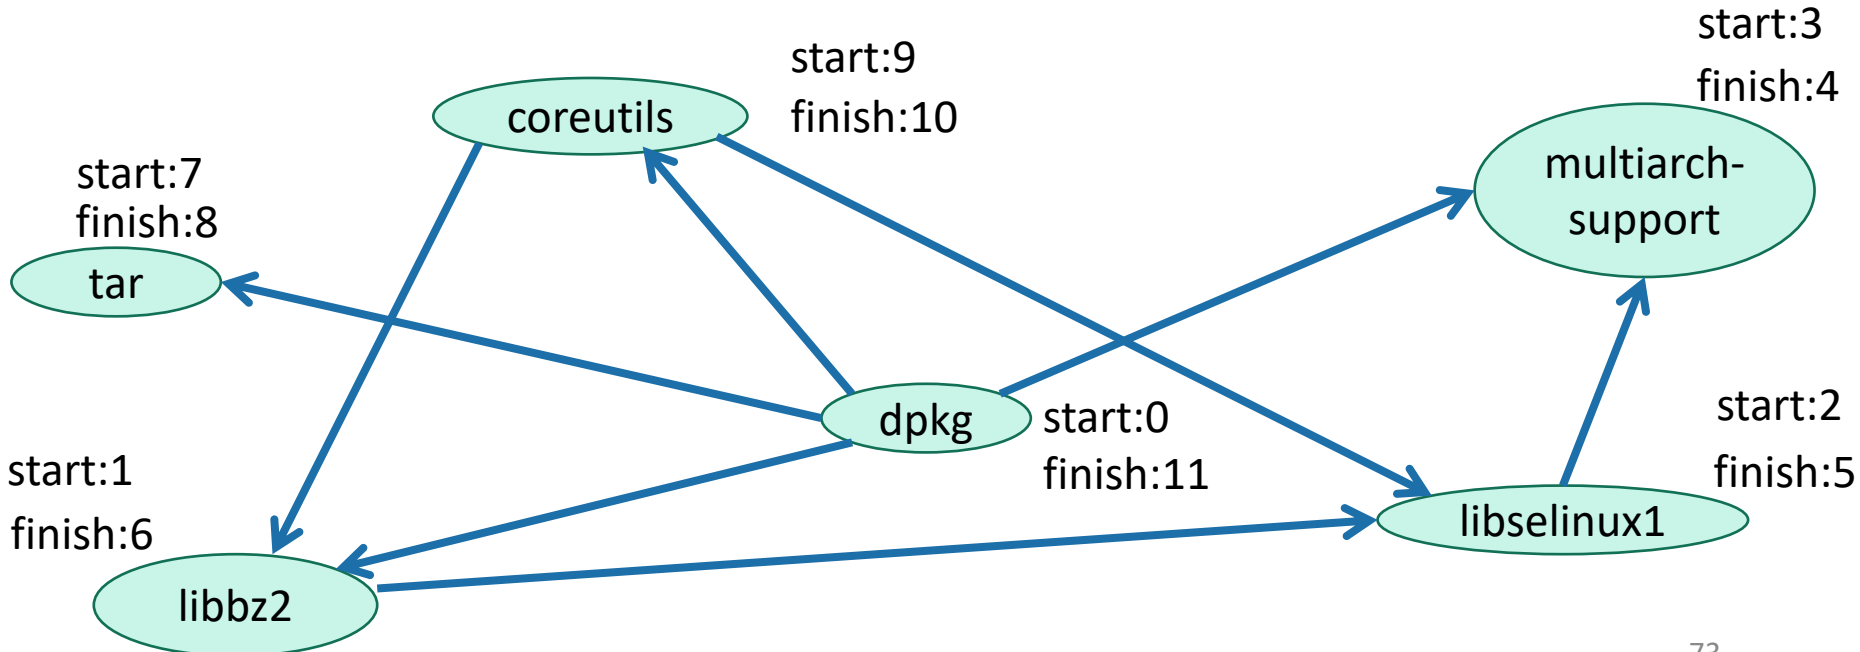 start:3
finish:4
start:9
finish:10
coreutils
multiarch-
support
start:7
finish:8
tar
dpkg
start:0
finish:11
start:2
finish:5
libselinux1
start:1
finish:6
libbz2
73